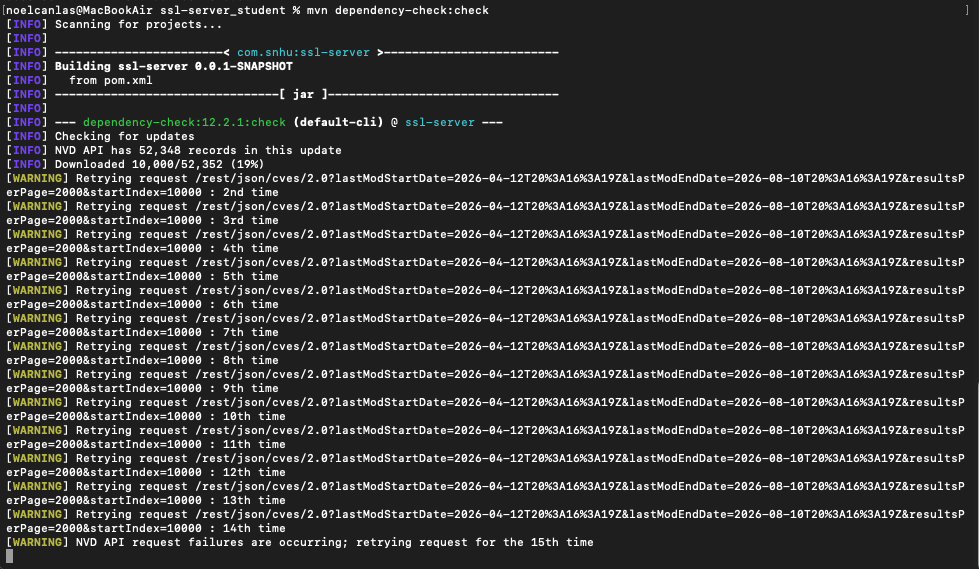 [noelcanlas@MacBookAir ssl-server_student % mvn dependency-check:check ]
[INFO] Scanning for projects...
[INFO]
[INFO] ------------------------< com.snhu:ssl-server >-------------------------
[INFO] Building ssl-server 0.0.1-SNAPSHOT
[INFO]   from pom.xml
[INFO] --------------------------------[ jar ]---------------------------------
[INFO]
[INFO] --- dependency-check:12.2.1:check (default-cli) @ ssl-server ---
[INFO] Checking for updates
[INFO] NVD API has 52,348 records in this update
[INFO] Downloaded 10,000/52,352 (19%)
[WARNING] Retrying request /rest/json/cves/2.0?lastModStartDate=2026-04-12T20%3A16%3A19Z&lastModEndDate=2026-08-10T20%3A16%3A19Z&resultsP
erPage=2000&startIndex=10000 : 2nd time
[WARNING] Retrying request /rest/json/cves/2.0?lastModStartDate=2026-04-12T20%3A16%3A19Z&lastModEndDate=2026-08-10T20%3A16%3A19Z&resultsP
erPage=2000&startIndex=10000 : 3rd time
[WARNING] Retrying request /rest/json/cves/2.0?lastModStartDate=2026-04-12T20%3A16%3A19Z&lastModEndDate=2026-08-10T20%3A16%3A19Z&resultsP
erPage=2000&startIndex=10000 : 4th time
[WARNING] Retrying request /rest/json/cves/2.0?lastModStartDate=2026-04-12T20%3A16%3A19Z&lastModEndDate=2026-08-10T20%3A16%3A19Z&resultsP
erPage=2000&startIndex=10000 : 5th time
[WARNING] Retrying request /rest/json/cves/2.0?lastModStartDate=2026-04-12T20%3A16%3A19Z&lastModEndDate=2026-08-10T20%3A16%3A19Z&resultsP
erPage=2000&startIndex=10000 : 6th time
[WARNING] Retrying request /rest/json/cves/2.0?lastModStartDate=2026-04-12T20%3A16%3A19Z&lastModEndDate=2026-08-10T20%3A16%3A19Z&resultsP
erPage=2000&startIndex=10000 : 7th time
[WARNING] Retrying request /rest/json/cves/2.0?lastModStartDate=2026-04-12T20%3A16%3A19Z&lastModEndDate=2026-08-10T20%3A16%3A19Z&resultsP
erPage=2000&startIndex=10000 : 8th time
[WARNING] Retrying request /rest/json/cves/2.0?lastModStartDate=2026-04-12T20%3A16%3A19Z&lastModEndDate=2026-08-10T20%3A16%3A19Z&resultsP
erPage=2000&startIndex=10000 : 9th time
[WARNING] Retrying request /rest/json/cves/2.0?lastModStartDate=2026-04-12T20%3A16%3A19Z&lastModEndDate=2026-08-10T20%3A16%3A19Z&resultsP
erPage=2000&startIndex=10000 : 10th time
[WARNING] Retrying request /rest/json/cves/2.0?lastModStartDate=2026-04-12T20%3A16%3A19Z&lastModEndDate=2026-08-10T20%3A16%3A19Z&resultsP
erPage=2000&startIndex=10000 : 11th time
[WARNING] Retrying request /rest/json/cves/2.0?lastModStartDate=2026-04-12T20%3A16%3A19Z&lastModEndDate=2026-08-10T20%3A16%3A19Z&resultsP
erPage=2000&startIndex=10000 : 12th time
[WARNING] Retrying request /rest/json/cves/2.0?lastModStartDate=2026-04-12T20%3A16%3A19Z&lastModEndDate=2026-08-10T20%3A16%3A19Z&resultsP
erPage=2000&startIndex=10000 : 13th time
[WARNING] Retrying request /rest/json/cves/2.0?lastModStartDate=2026-04-12T20%3A16%3A19Z&lastModEndDate=2026-08-10T20%3A16%3A19Z&resultsP
erPage=2000&startIndex=10000 : 14th time
[WARNING] NVD API request failures are occurring; retrying request for the 15th time